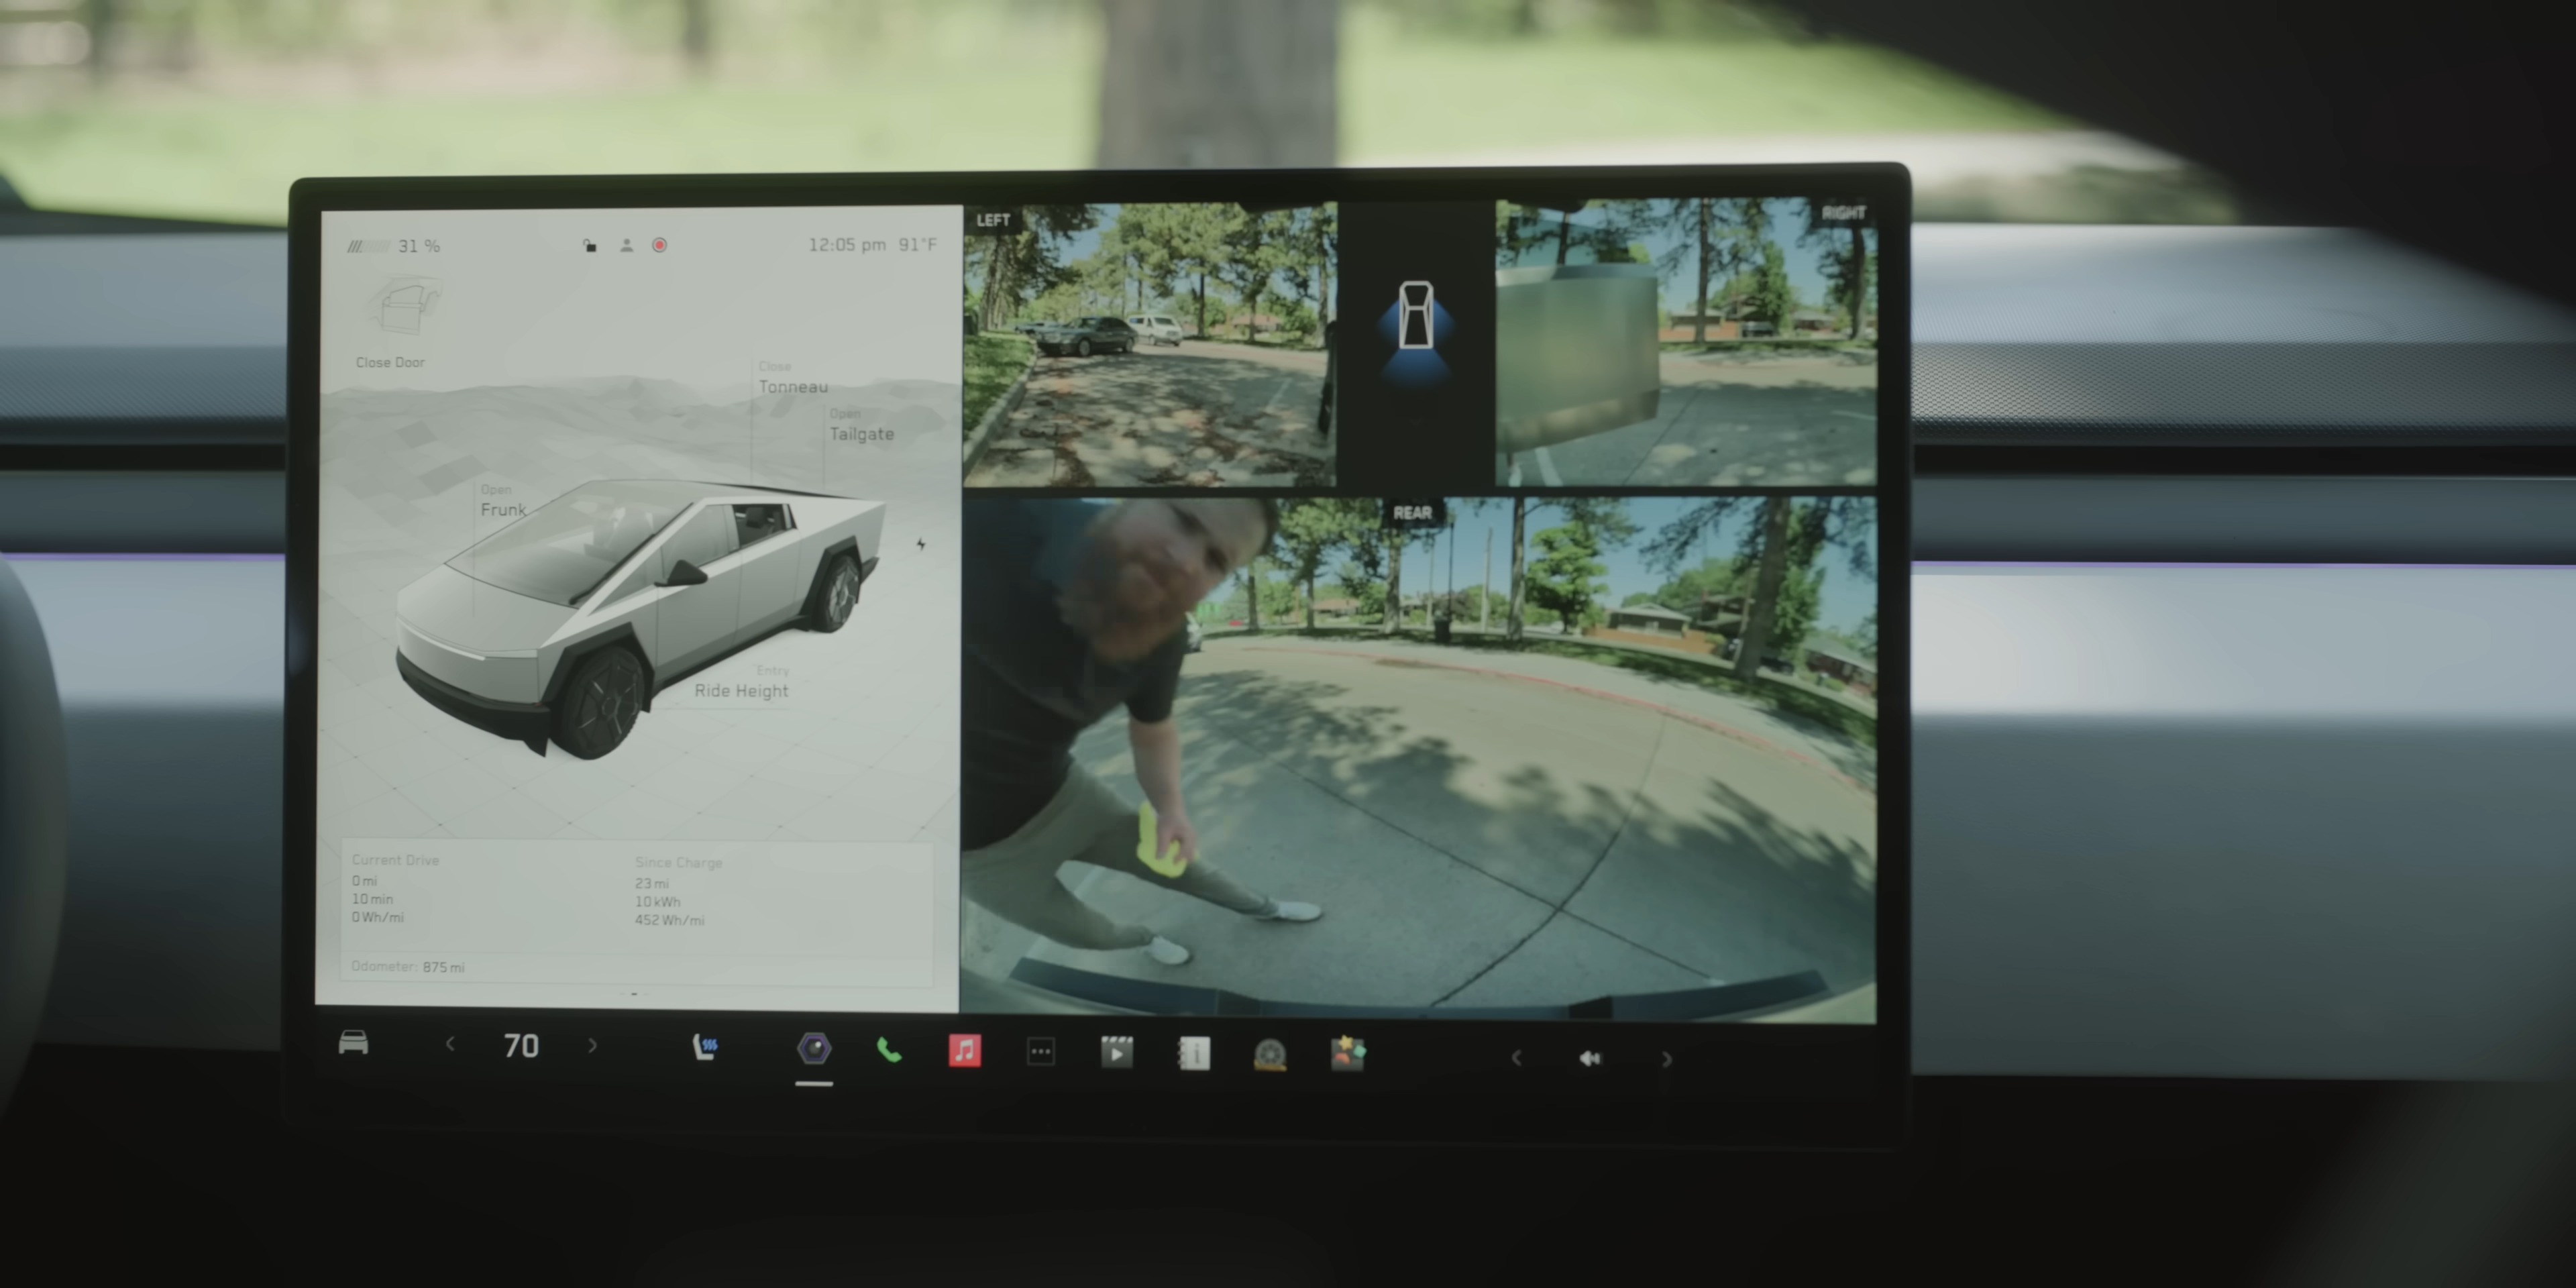 31 %
12:05 pm 91°F
Close Door
Close
Tonneau
Open
Tailgate
Open
Frunk
Entry
Ride Height
Current Drive
0 mi
10 min
0 Wh/mi
Since Charge
23 mi
10 kWh
452 Wh/mi
Odometer: 875 mi
LEFT
RIGHT
REAR
70